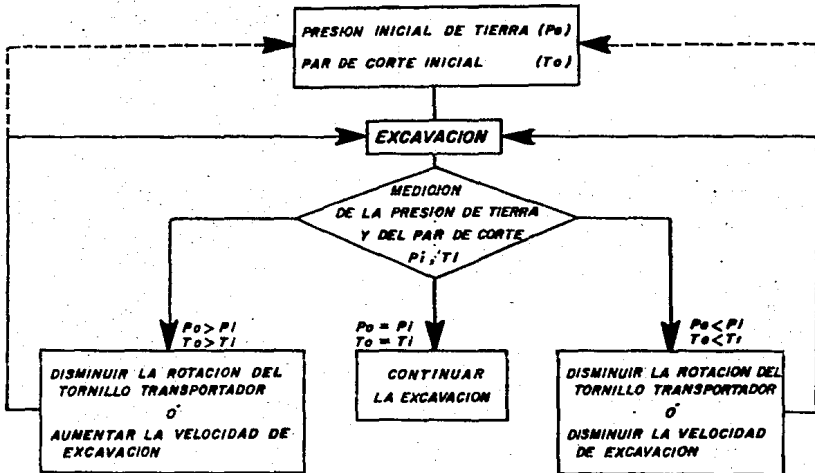 PRESION INICIAL DE TIERRA (Po)
PAR DE CORTE INICIAL (To)
EXCAVACION
MEDICION
DE LA PRESION DE TIERRA
Y DEL PAR DE CORTE
Pi, Ti
Po > Pi
To > Ti
Po = Pi
To = Ti
Po < Pi
To < Ti
DISMINUIR LA ROTACION DEL
TORNILLO TRANSPORTADOR
Ó
AUMENTAR LA VELOCIDAD DE
EXCAVACION
CONTINUAR
LA EXCAVACION
DISMINUIR LA ROTACION DEL
TORNILLO TRANSPORTADOR
Ó
DISMINUIR LA VELOCIDAD
DE EXCAVACION